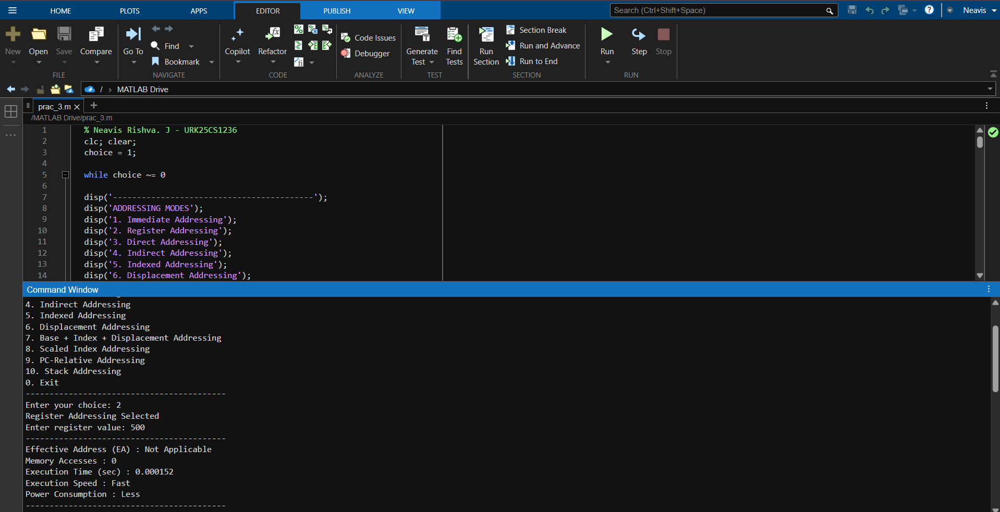 HOME PLOTS APPS EDITOR PUBLISH VIEW Search (Ctrl+Shift+Space) Neavis
New Open Save Compare Go To Find Bookmark Copilot Refactor Code Issues Debugger Generate Test Find Tests Run Section Section Break Run and Advance Run to End Run Step Stop
FILE NAVIGATE CODE ANALYZE TEST SECTION RUN
/ › MATLAB Drive
prac_3.m
/MATLAB Drive/prac_3.m
1 % Neavis Rishva. J - URK25CS1236
2 clc; clear;
3 choice = 1;
4
5 while choice ~= 0
6
7 disp('------------------------------------------');
8 disp('ADDRESSING MODES');
9 disp('1. Immediate Addressing');
10 disp('2. Register Addressing');
11 disp('3. Direct Addressing');
12 disp('4. Indirect Addressing');
13 disp('5. Indexed Addressing');
14 disp('6. Displacement Addressing');
Command Window
4. Indirect Addressing
5. Indexed Addressing
6. Displacement Addressing
7. Base + Index + Displacement Addressing
8. Scaled Index Addressing
9. PC-Relative Addressing
10. Stack Addressing
0. Exit
------------------------------------------
Enter your choice: 2
Register Addressing Selected
Enter register value: 500
------------------------------------------
Effective Address (EA) : Not Applicable
Memory Accesses : 0
Execution Time (sec) : 0.000152
Execution Speed : Fast
Power Consumption : Less
------------------------------------------